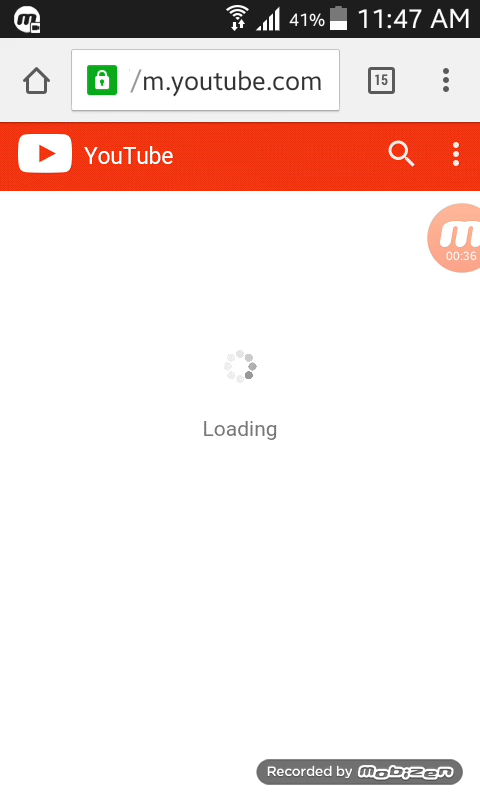 41% 11:47 AM
/m.youtube.com
15
YouTube
00:36
Loading
Recorded by mobizen